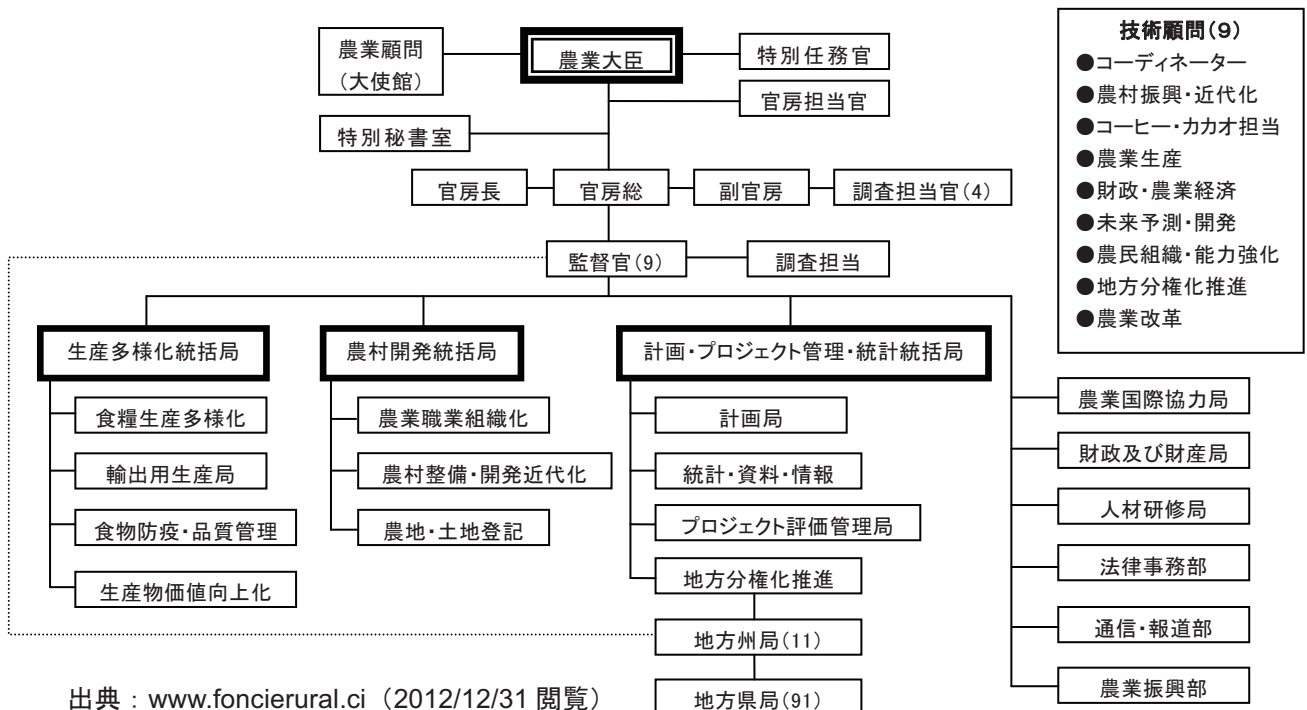 農業顧問
(大使館)
農業大臣
特別任務官
官房担当官
特別秘書室
官房長
官房総
副官房
調査担当官(4)
監督官(9)
調査担当
技術顧問(9)
●コーディネーター
●農村振興・近代化
●コーヒー・カカオ担当
●農業生産
●財政・農業経済
●未来予測・開発
●農民組織・能力強化
●地方分権化推進
●農業改革
生産多様化統括局
食糧生産多様化
輸出用生産局
食物防疫・品質管理
生産物価値向上化
農村開発統括局
農業職業組織化
農村整備・開発近代化
農地・土地登記
計画・プロジェクト管理・統計統括局
計画局
統計・資料・情報
プロジェクト評価管理局
地方分権化推進
地方州局(11)
地方県局(91)
農業国際協力局
財政及び財産局
人材研修局
法律事務部
通信・報道部
農業振興部
出典：www.foncierural.ci（2012/12/31 閲覧）